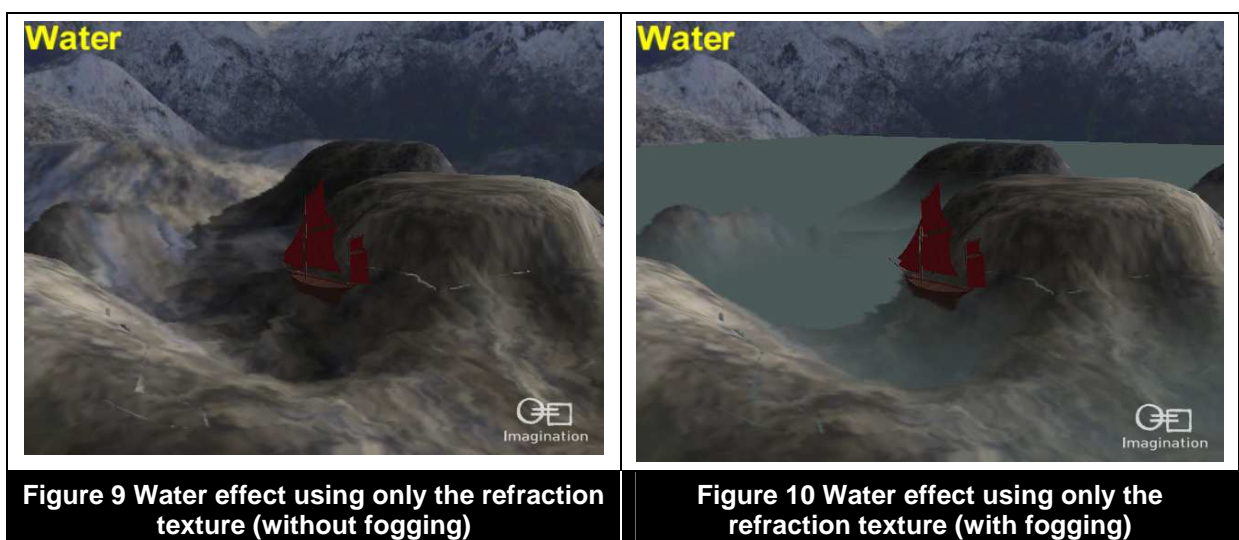 Water
Imagination
Water
Imagination
Figure 9 Water effect using only the refraction
texture (without fogging)
Figure 10 Water effect using only the
refraction texture (with fogging)